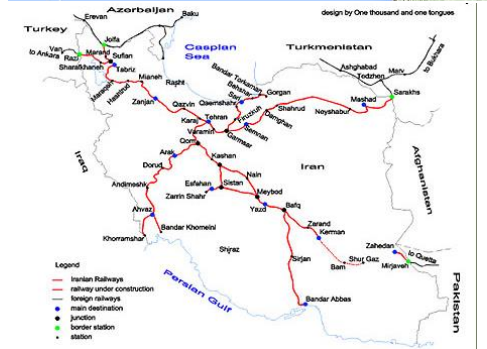 Azerbaijan
design by One thousand and one tongues
Erevan
Baku
Turkey
Jolfa
Van
to Ankara
Razi
Marand
Sufian
Sharafkhaneh
Tabriz
Caspian
Sea
Turkmenistan
to Bukhara
Ashghabad
Marv
Todzhen
Maraqeh
Hashtrud
Mianeh
Rasht
Bandar Torkaman
Behshar
Sari
Gorgan
Qaemshahr
Sarakhs
Zanjan
Qazvin
Firuzkuh
Shahrud
Mashad
Damghan
Neyshabur
Karaj
Tehran
Semnan
Varamin
Garmsar
Qom
Iraq
Arak
Kashan
Iran
Afghanistan
Dorud
Nain
Andimeshk
Esfahan
Sistan
Meybod
Zarrin Shahr
Yazd
Bafq
Ahvaz
Zarand
Khorramshar
Bandar Khomeini
Kerman
Shiraz
Zahedan
to Quetta
Sirjan
Bam
Shur Gaz
Mirjaveh
Pakistan
Persian Gulf
Bandar Abbas
Legend
Iranian Railways
railway under construction
foreign railways
main destination
junction
border station
station